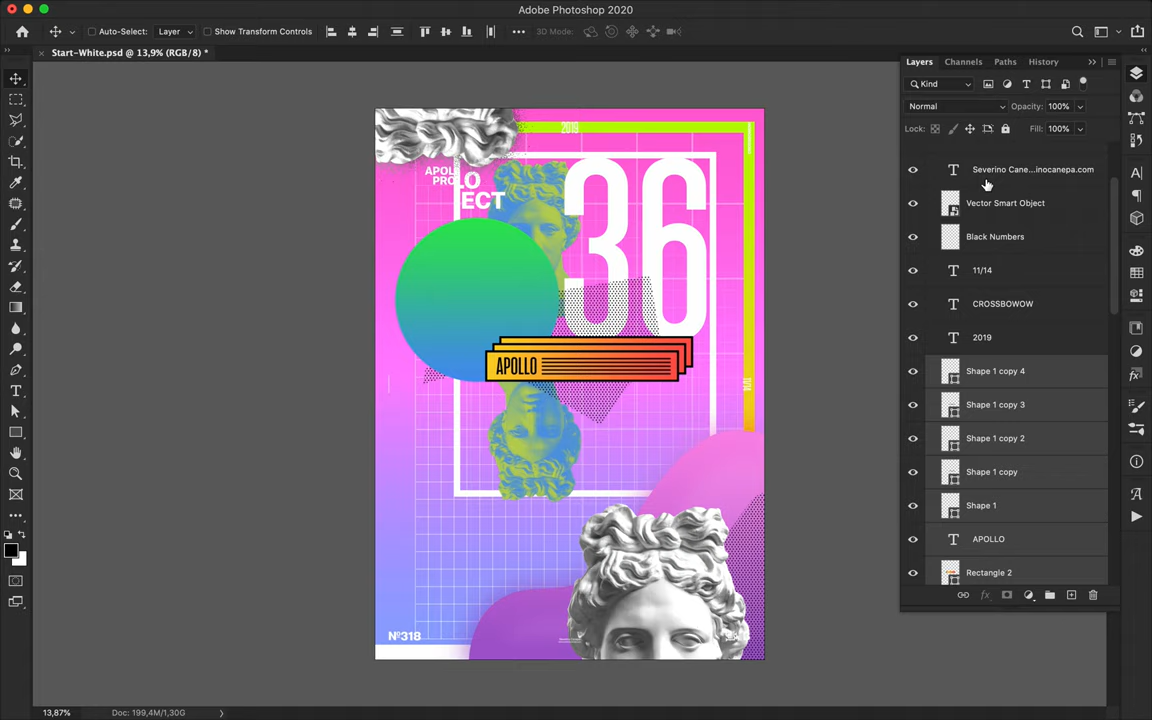 Adobe Photoshop 2020
Auto-Select: Layer Show Transform Controls 3D Mode:
Start-White.psd @ 13,9% (RGB/8) *
Layers Channels Paths History
Kind
Normal Opacity: 100%
Lock: Fill: 100%
Severino Cane...inocanepa.com
Vector Smart Object
Black Numbers
11/14
CROSSBOWOW
2019
Shape 1 copy 4
Shape 1 copy 3
Shape 1 copy 2
Shape 1 copy
Shape 1
APOLLO
Rectangle 2
2019
36
APOLLO
PROJECT
APOLLO
11/14
Nº318
13,87% Doc: 199,4M/1,30G